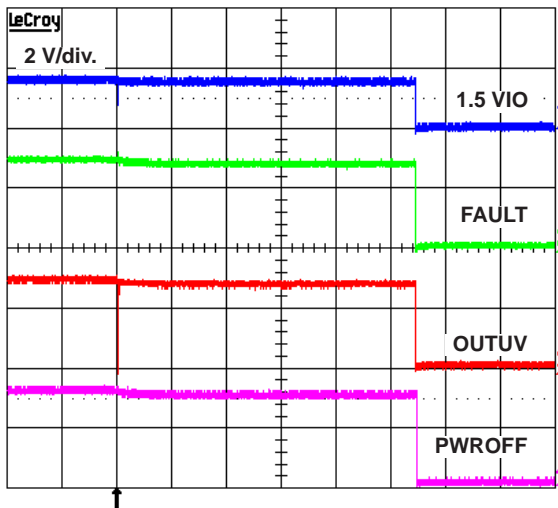 LeCroy
2 V/div.
1.5 VIO
FAULT
OUTUV
PWROFF